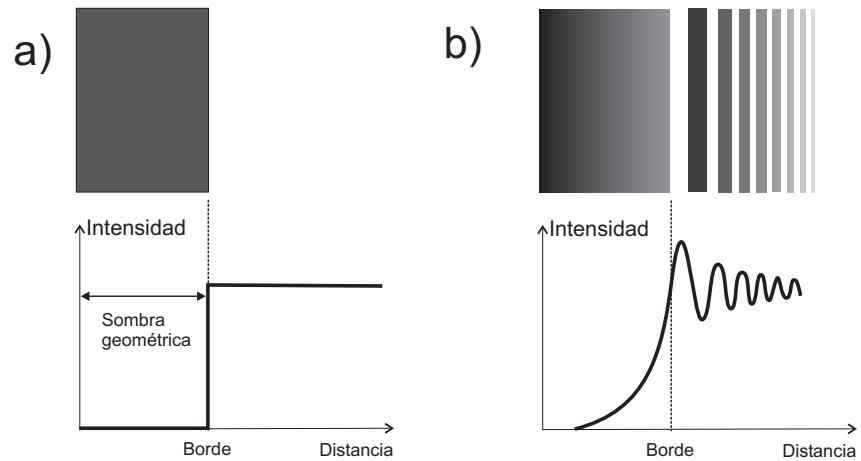 a)
Intensidad
Sombra
geométrica
Borde
Distancia
b)
Intensidad
Borde
Distancia